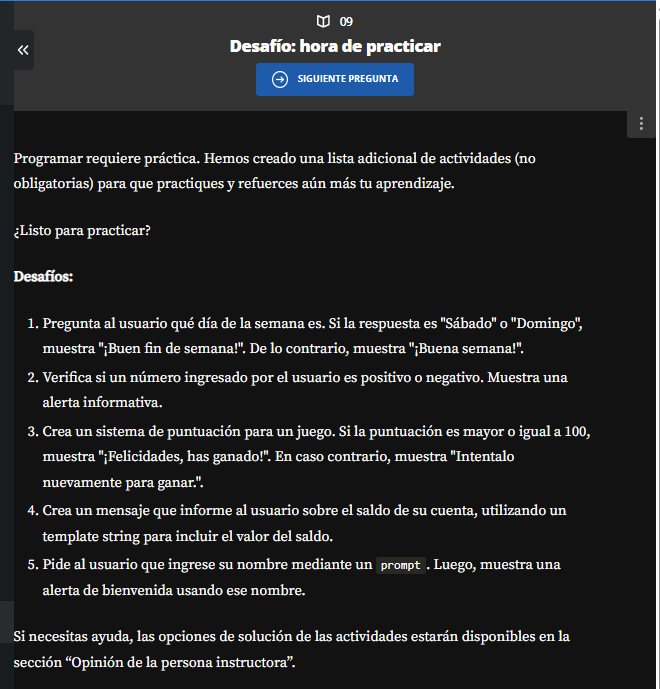 09
Desafío: hora de practicar
SIGUIENTE PREGUNTA
Programar requiere práctica. Hemos creado una lista adicional de actividades (no
obligatorias) para que practiques y refuerces aún más tu aprendizaje.
¿Listo para practicar?
Desafíos:
1. Pregunta al usuario qué día de la semana es. Si la respuesta es "Sábado" o "Domingo",
muestra "¡Buen fin de semana!". De lo contrario, muestra "¡Buena semana!".
2. Verifica si un número ingresado por el usuario es positivo o negativo. Muestra una
alerta informativa.
3. Crea un sistema de puntuación para un juego. Si la puntuación es mayor o igual a 100,
muestra "¡Felicidades, has ganado!". En caso contrario, muestra "Intentalo
nuevamente para ganar.".
4. Crea un mensaje que informe al usuario sobre el saldo de su cuenta, utilizando un
template string para incluir el valor del saldo.
5. Pide al usuario que ingrese su nombre mediante un prompt. Luego, muestra una
alerta de bienvenida usando ese nombre.
Si necesitas ayuda, las opciones de solución de las actividades estarán disponibles en la
sección “Opinión de la persona instructora”.